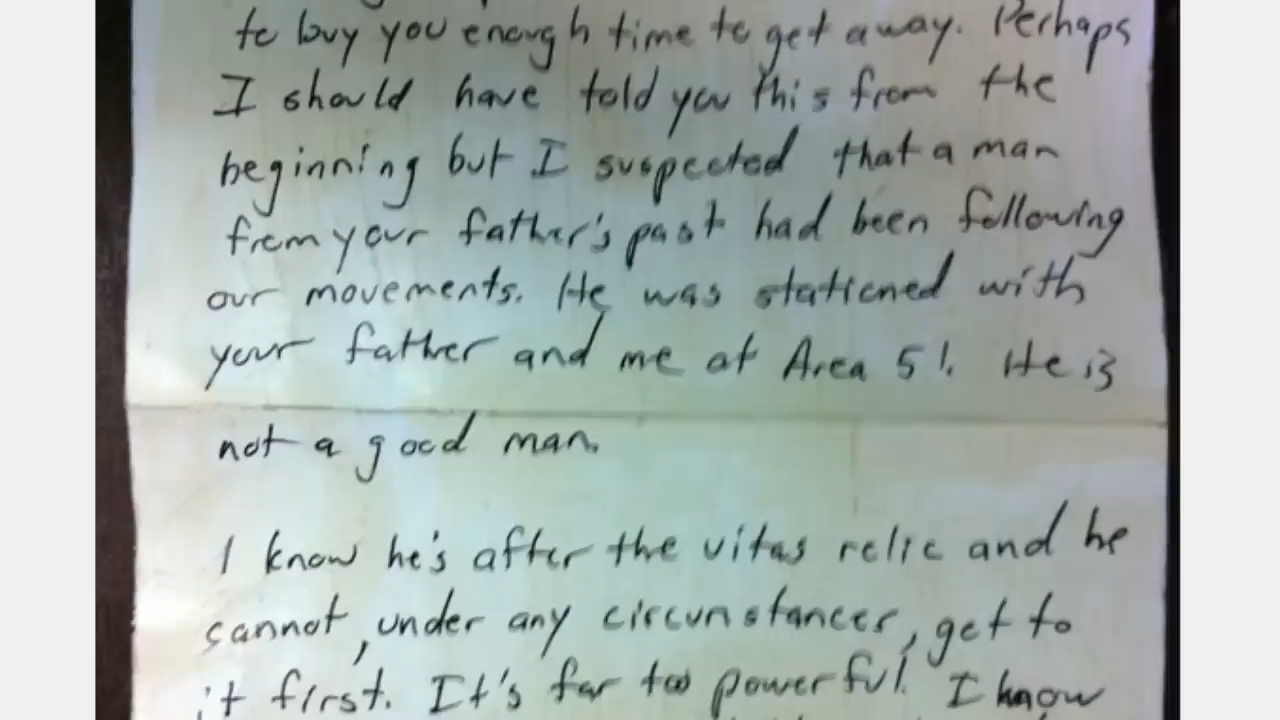 to buy you enough time to get away. Perhaps
I should have told you this from the
beginning but I suspected that a man
from your father's past had been following
our movements. He was stationed with
your father and me at Area 51. He is
not a good man.
I know he's after the vitas relic and he
cannot, under any circumstances, get to
it first. It's far too powerful. I know